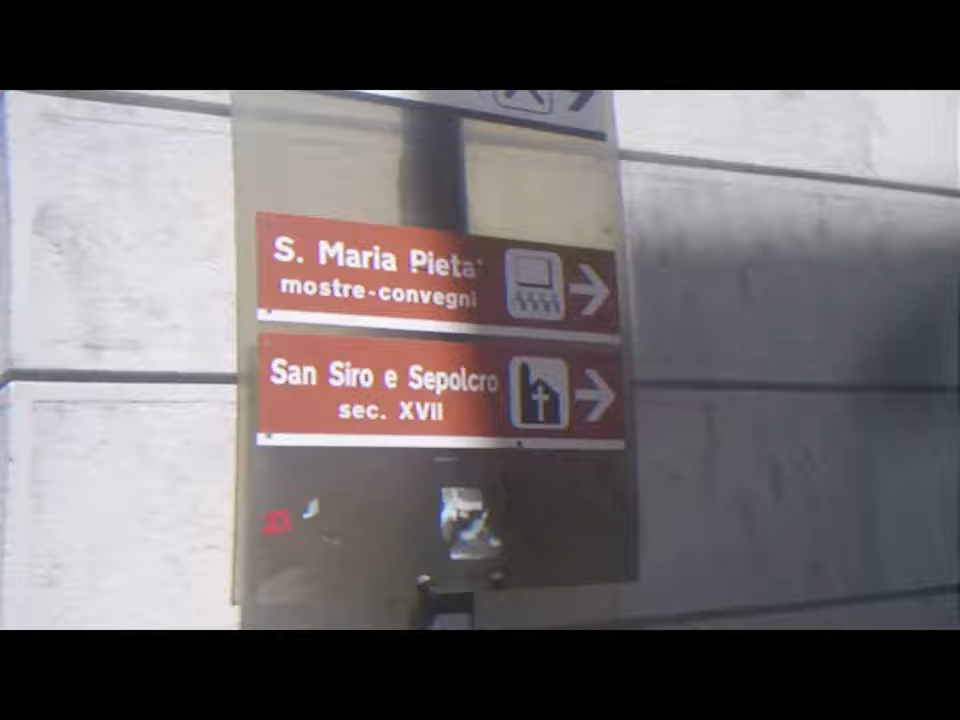 S. Maria Pieta'
mostre-convegni
San Siro e Sepolcro
sec. XVII